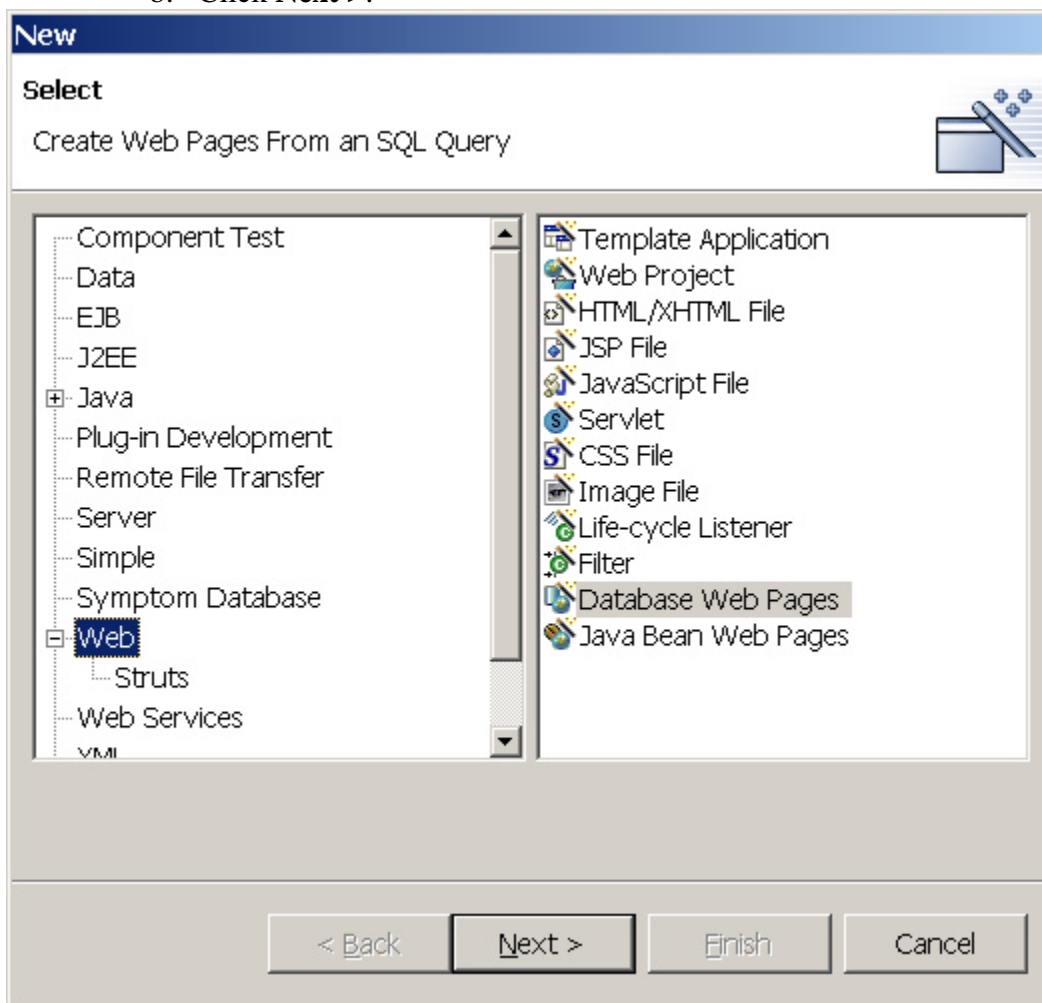 Click Next >.
New
Select
Create Web Pages From an SQL Query
Component Test
Data
EJB
J2EE
Java
Plug-in Development
Remote File Transfer
Server
Simple
Symptom Database
Web
Struts
Web Services
XML
Template Application
Web Project
HTML/XHTML File
JSP File
JavaScript File
Servlet
CSS File
Image File
Life-cycle Listener
Filter
Database Web Pages
Java Bean Web Pages
< Back
Next >
Finish
Cancel